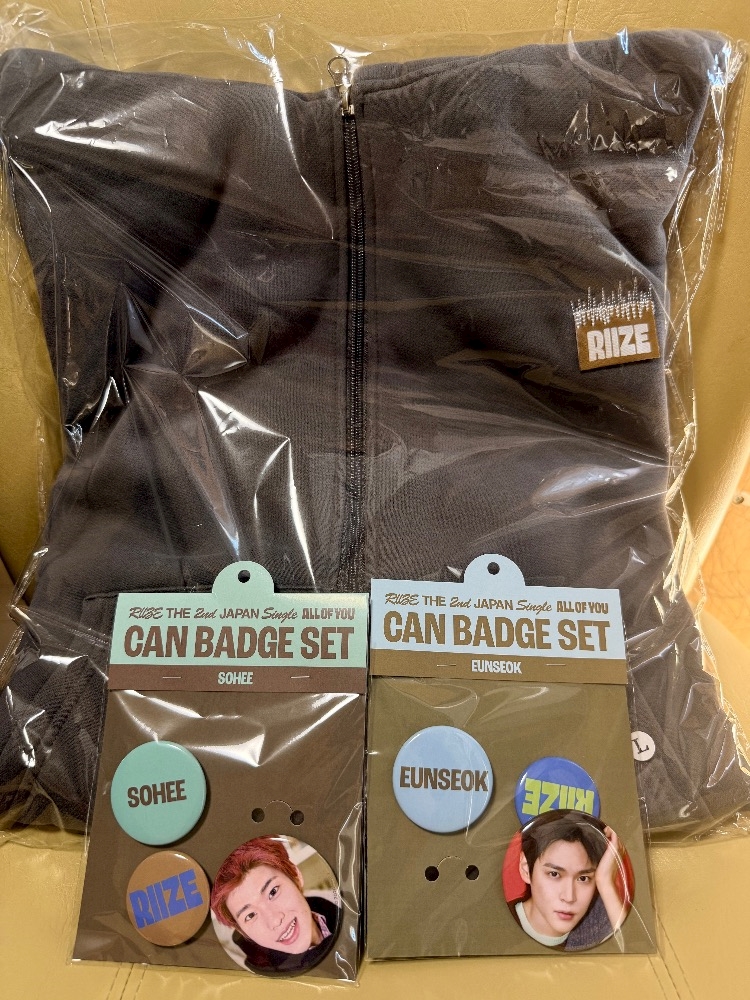 RIIZE
RIIZE THE 2nd JAPAN Single ALL OF YOU
CAN BADGE SET
SOHEE
SOHEE
RIIZE
RIIZE THE 2nd JAPAN Single ALL OF YOU
CAN BADGE SET
EUNSEOK
EUNSEOK
RIIZE
L